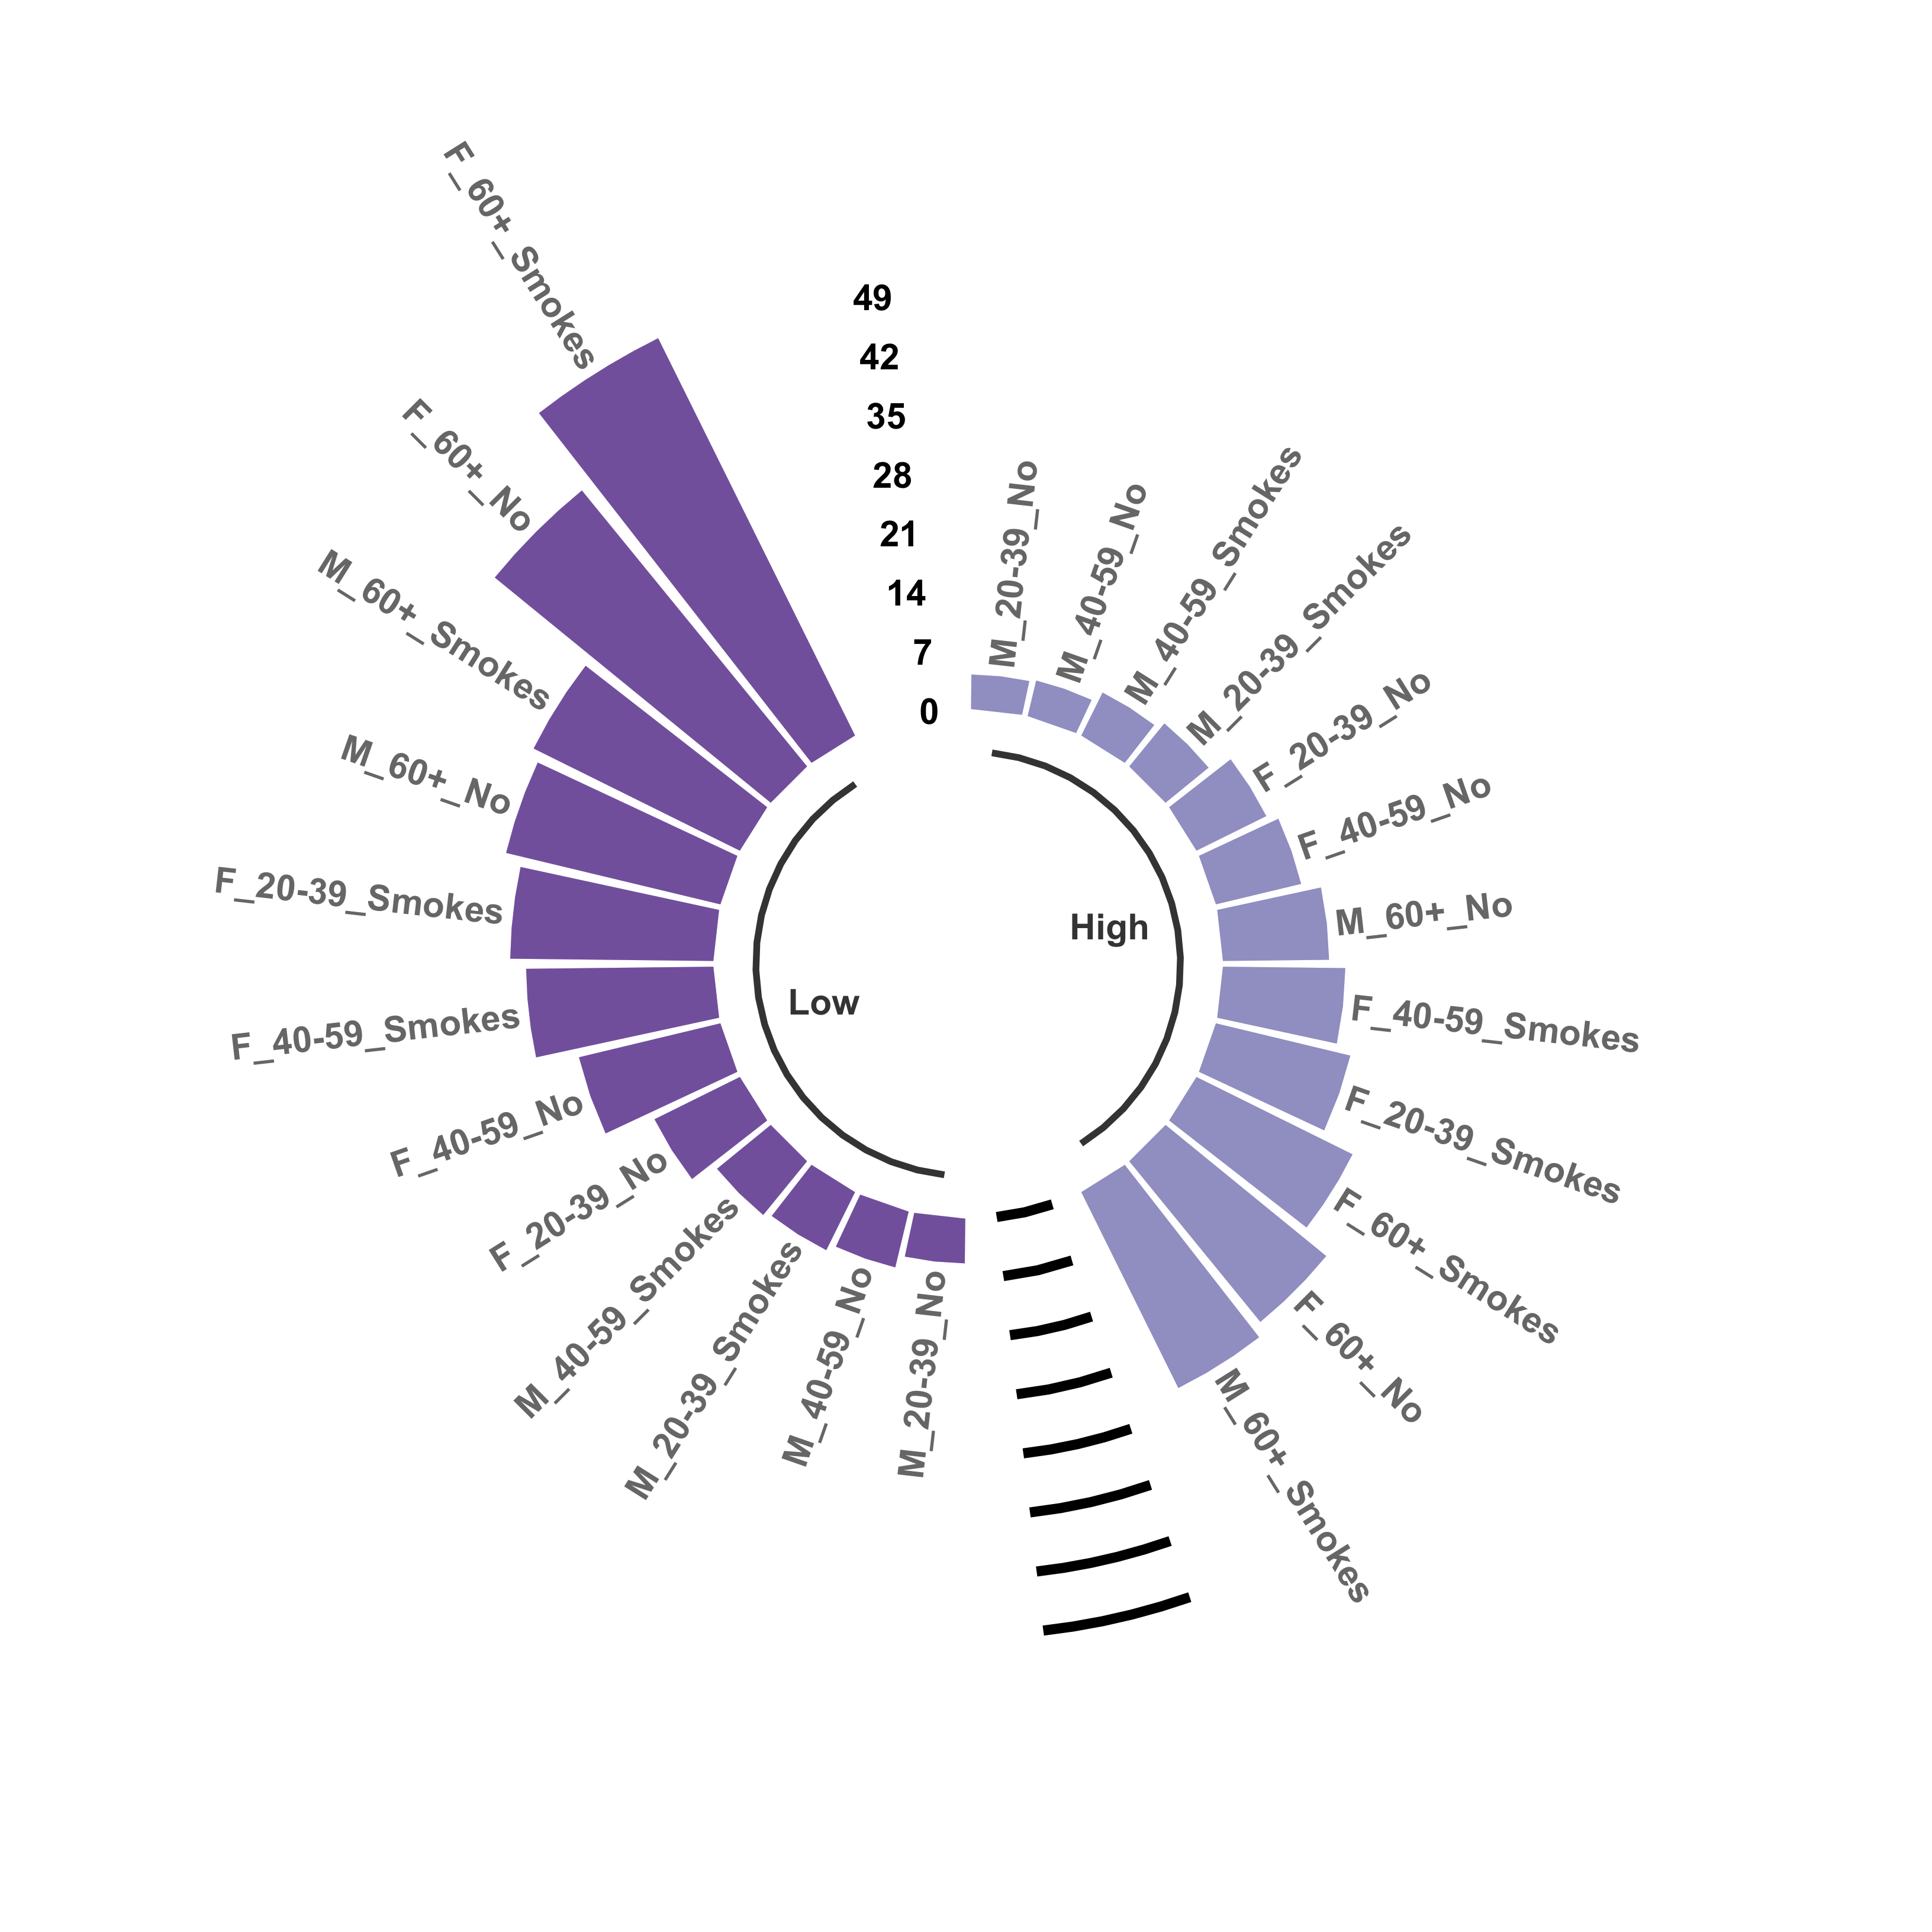 49
42
35
28
21
14
7
0
High
Low
M_20-39_No
M_40-59_No
M_40-59_Smokes
M_20-39_Smokes
F_20-39_No
F_40-59_No
M_60+_No
F_40-59_Smokes
F_20-39_Smokes
F_60+_Smokes
F_60+_No
M_60+_Smokes
M_20-39_No
M_40-59_No
M_20-39_Smokes
M_40-59_Smokes
F_20-39_No
F_40-59_No
F_40-59_Smokes
F_20-39_Smokes
M_60+_No
M_60+_Smokes
F_60+_No
F_60+_Smokes